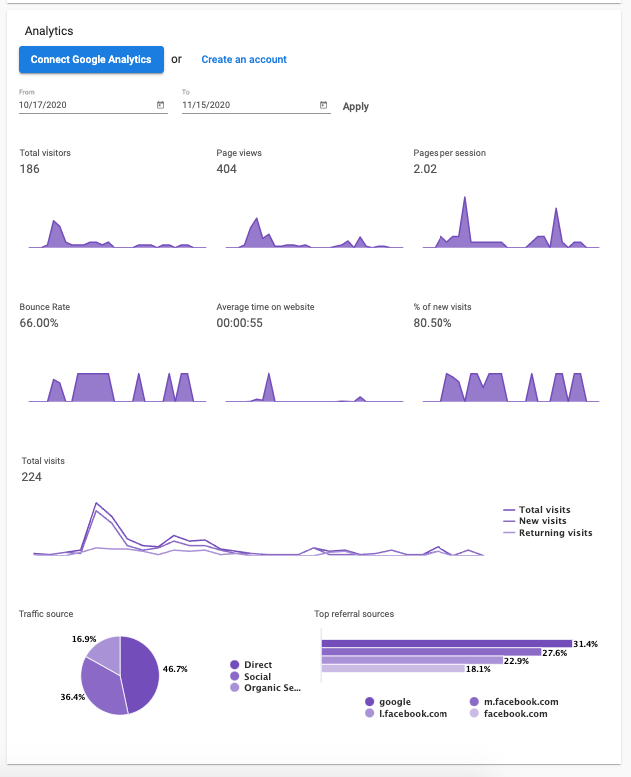 Analytics
Connect Google Analytics or Create an account
From To
10/17/2020 11/15/2020 Apply
Total visitors Page views Pages per session
186 404 2.02
Bounce Rate Average time on website % of new visits
66.00% 00:00:55 80.50%
Total visits
224
Total visits
New visits
Returning visits
Traffic source Top referral sources
16.9%
46.7%
36.4%
Direct
Social
Organic Se...
31.4%
27.6%
22.9%
18.1%
google m.facebook.com
l.facebook.com facebook.com